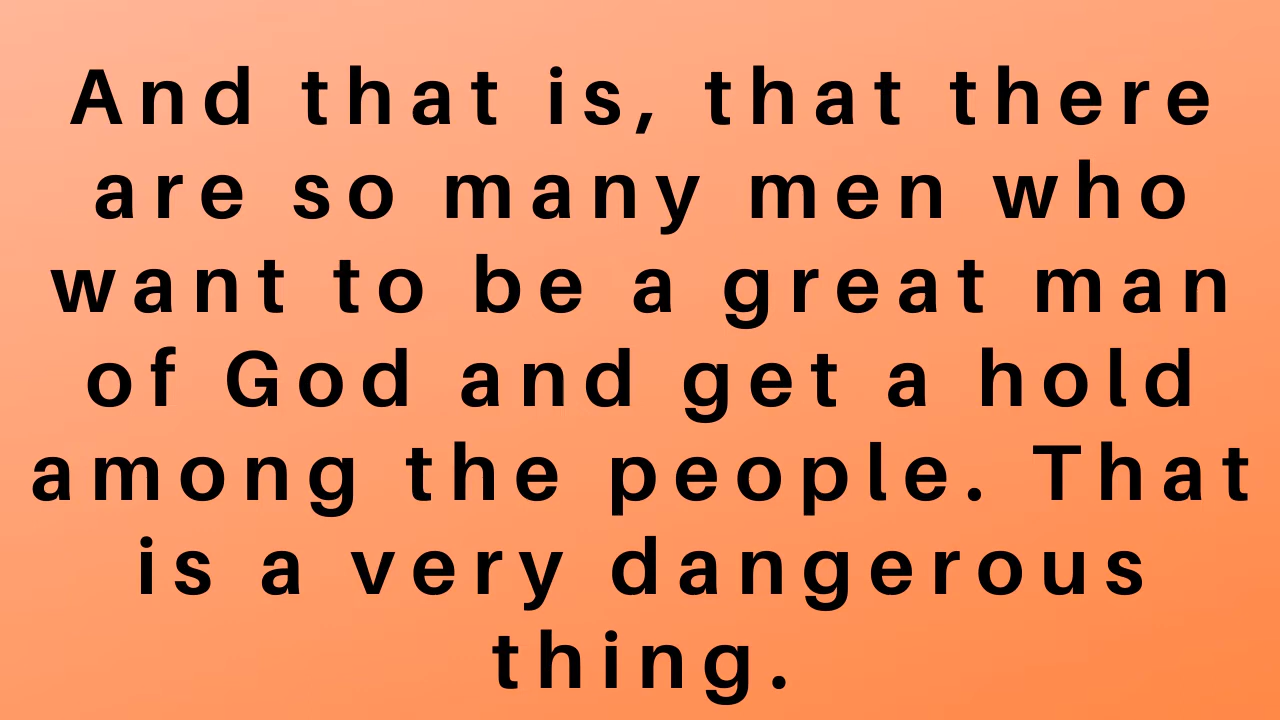 And that is, that there
are so many men who
want to be a great man
of God and get a hold
among the people. That
is a very dangerous
thing.